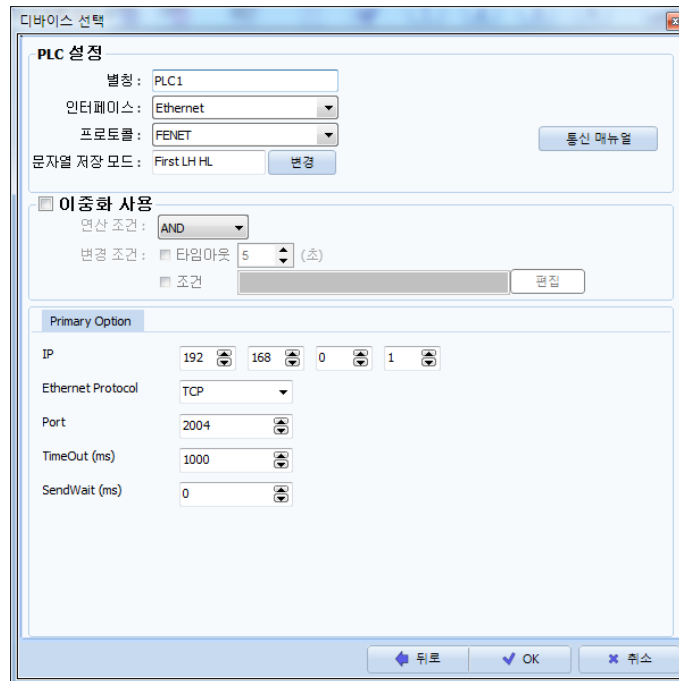 디바이스 선택
PLC 설정
별칭 : PLC1
인터페이스 : Ethernet
프로토콜 : FENET
통신 매뉴얼
문자열 저장 모드 : First LH HL 변경
이중화 사용
연산 조건 : AND
변경 조건 : 타임아웃 5 (초)
조건 편집
Primary Option
IP 192 168 0 1
Ethernet Protocol TCP
Port 2004
TimeOut (ms) 1000
SendWait (ms) 0
뒤로 OK 취소